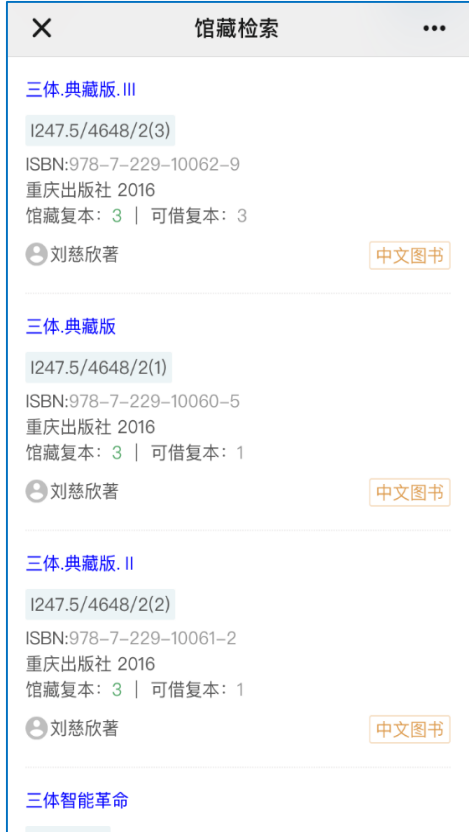 馆藏检索
三体.典藏版.III
I247.5/4648/2(3)
ISBN:978-7-229-10062-9
重庆出版社 2016
馆藏复本：3 | 可借复本：3
刘慈欣著
中文图书
三体.典藏版
I247.5/4648/2(1)
ISBN:978-7-229-10060-5
重庆出版社 2016
馆藏复本：3 | 可借复本：1
刘慈欣著
中文图书
三体.典藏版. II
I247.5/4648/2(2)
ISBN:978-7-229-10061-2
重庆出版社 2016
馆藏复本：3 | 可借复本：1
刘慈欣著
中文图书
三体智能革命